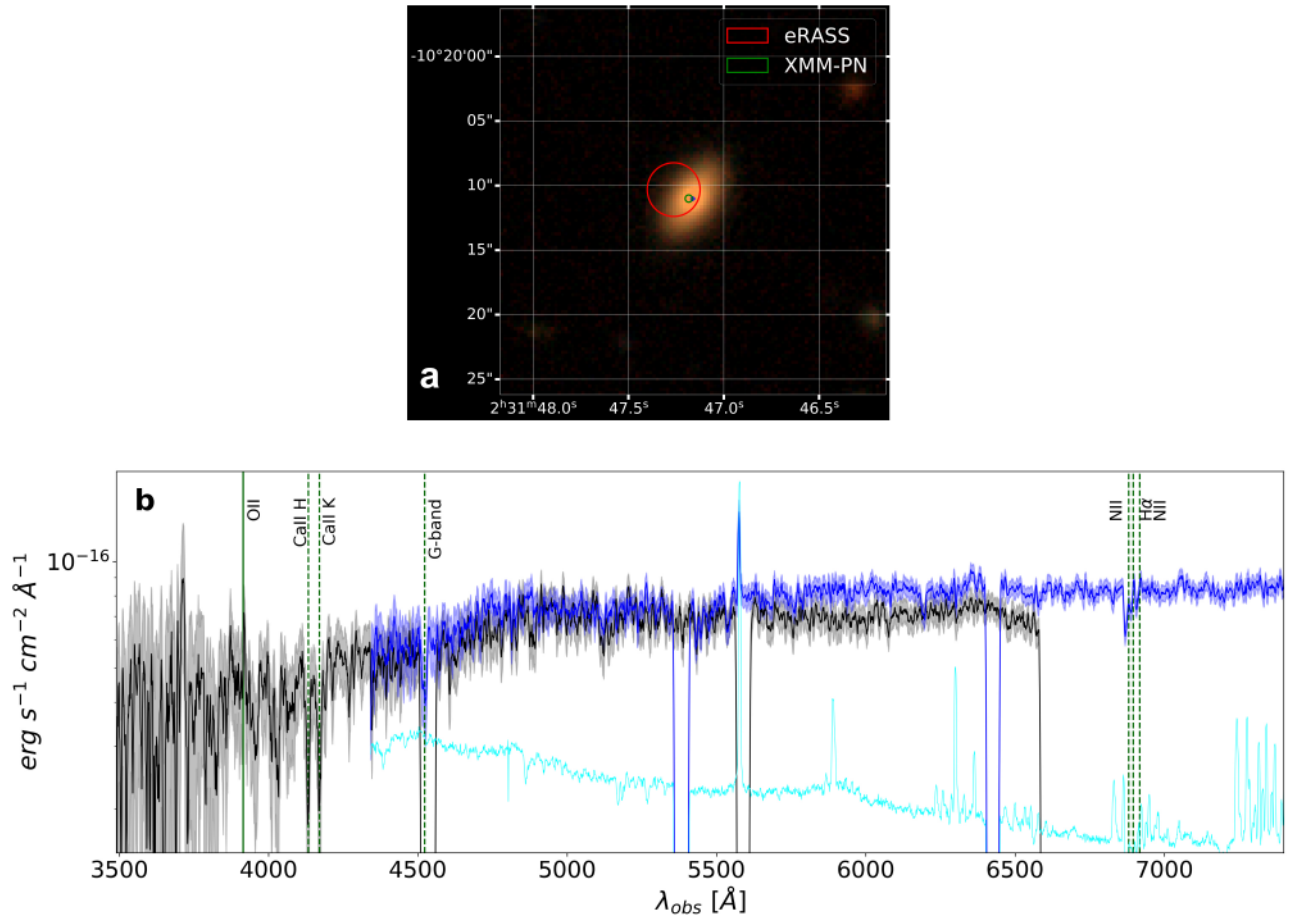 eRASS
XMM-PN
-10°20'00"
05"
10"
15"
20"
25"
a
2ʰ31ᵐ48.0ˢ 47.5ˢ 47.0ˢ 46.5ˢ
b
OII
CaII H
CaII K
G-band
NII
Hα
NII
10⁻¹⁶
erg s⁻¹ cm⁻² Å⁻¹
3500 4000 4500 5000 5500 6000 6500 7000
λobs [Å]